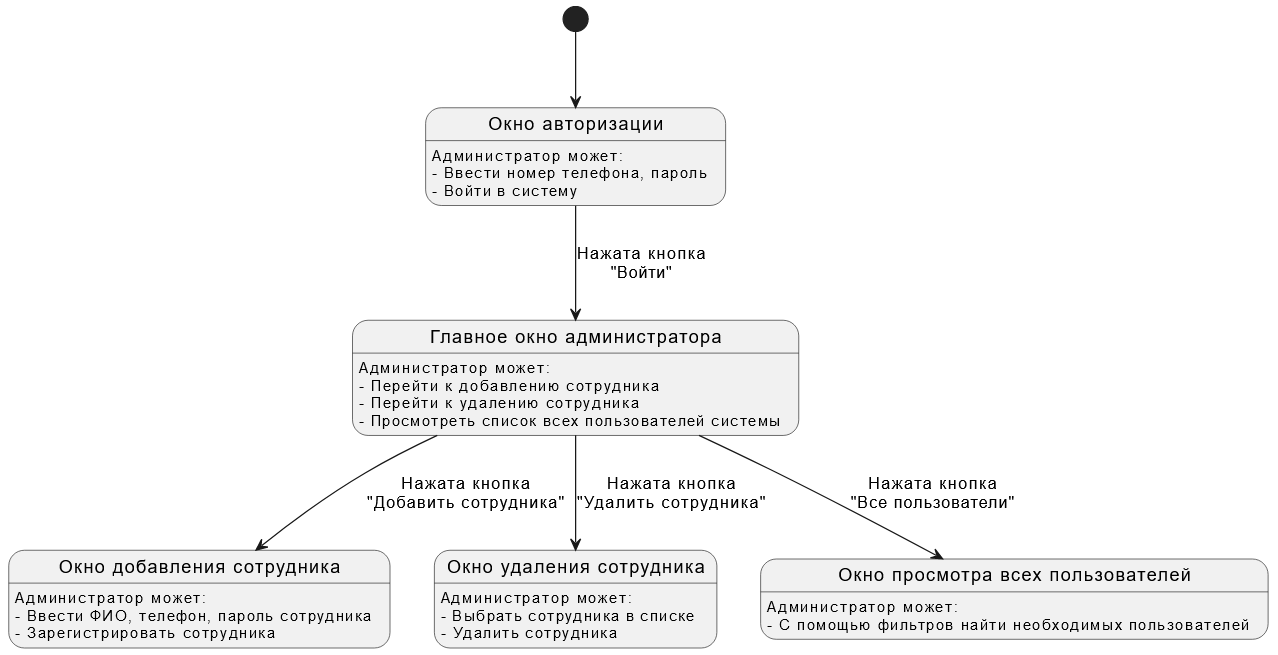 Окно авторизации
Администратор может:
- Ввести номер телефона, пароль
- Войти в систему
Нажата кнопка
"Войти"
Главное окно администратора
Администратор может:
- Перейти к добавлению сотрудника
- Перейти к удалению сотрудника
- Просмотреть список всех пользователей системы
Нажата кнопка
"Добавить сотрудника"
Нажата кнопка
"Удалить сотрудника"
Нажата кнопка
"Все пользователи"
Окно добавления сотрудника
Администратор может:
- Ввести ФИО, телефон, пароль сотрудника
- Зарегистрировать сотрудника
Окно удаления сотрудника
Администратор может:
- Выбрать сотрудника в списке
- Удалить сотрудника
Окно просмотра всех пользователей
Администратор может:
- С помощью фильтров найти необходимых пользователей